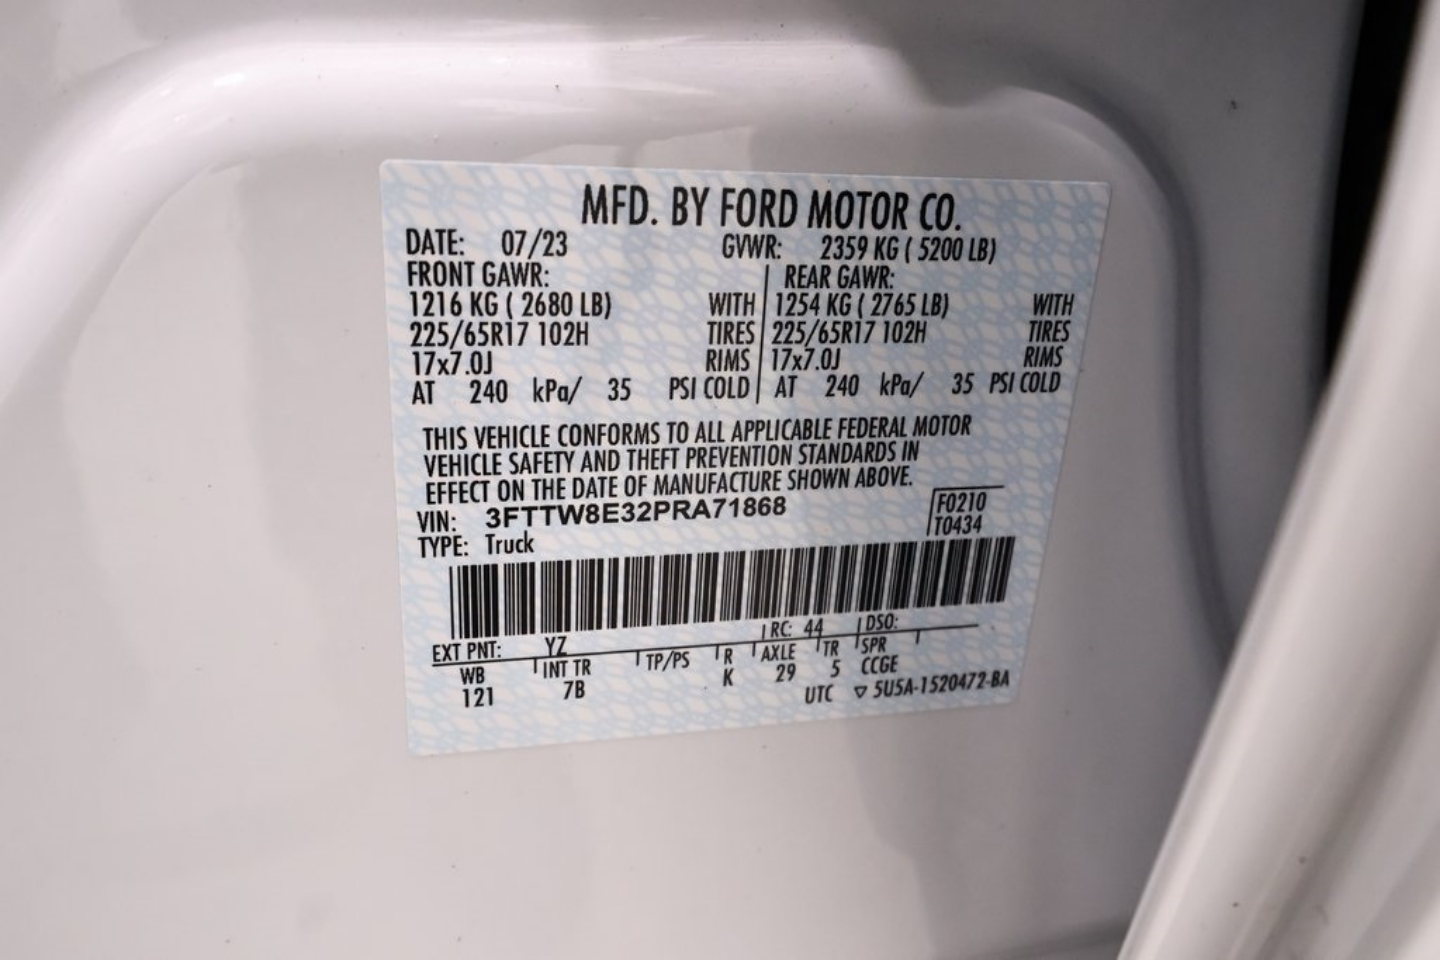 MFD. BY FORD MOTOR CO.
DATE: 07/23 GVWR: 2359 KG ( 5200 LB)
FRONT GAWR: REAR GAWR:
1216 KG ( 2680 LB) WITH 1254 KG ( 2765 LB) WITH
225/65R17 102H TIRES 225/65R17 102H TIRES
17x7.0J RIMS 17x7.0J RIMS
AT 240 kPa/ 35 PSI COLD AT 240 kPa/ 35 PSI COLD
THIS VEHICLE CONFORMS TO ALL APPLICABLE FEDERAL MOTOR
VEHICLE SAFETY AND THEFT PREVENTION STANDARDS IN
EFFECT ON THE DATE OF MANUFACTURE SHOWN ABOVE.
VIN: 3FTTW8E32PRA71868 F0210
TYPE: Truck T0434
EXT PNT: YZ RC: 44 DSO:
WB INT TR TP/PS R AXLE TR SPR
121 7B K 29 5 CCGE
UTC ▽ 5U5A-1520472-BA